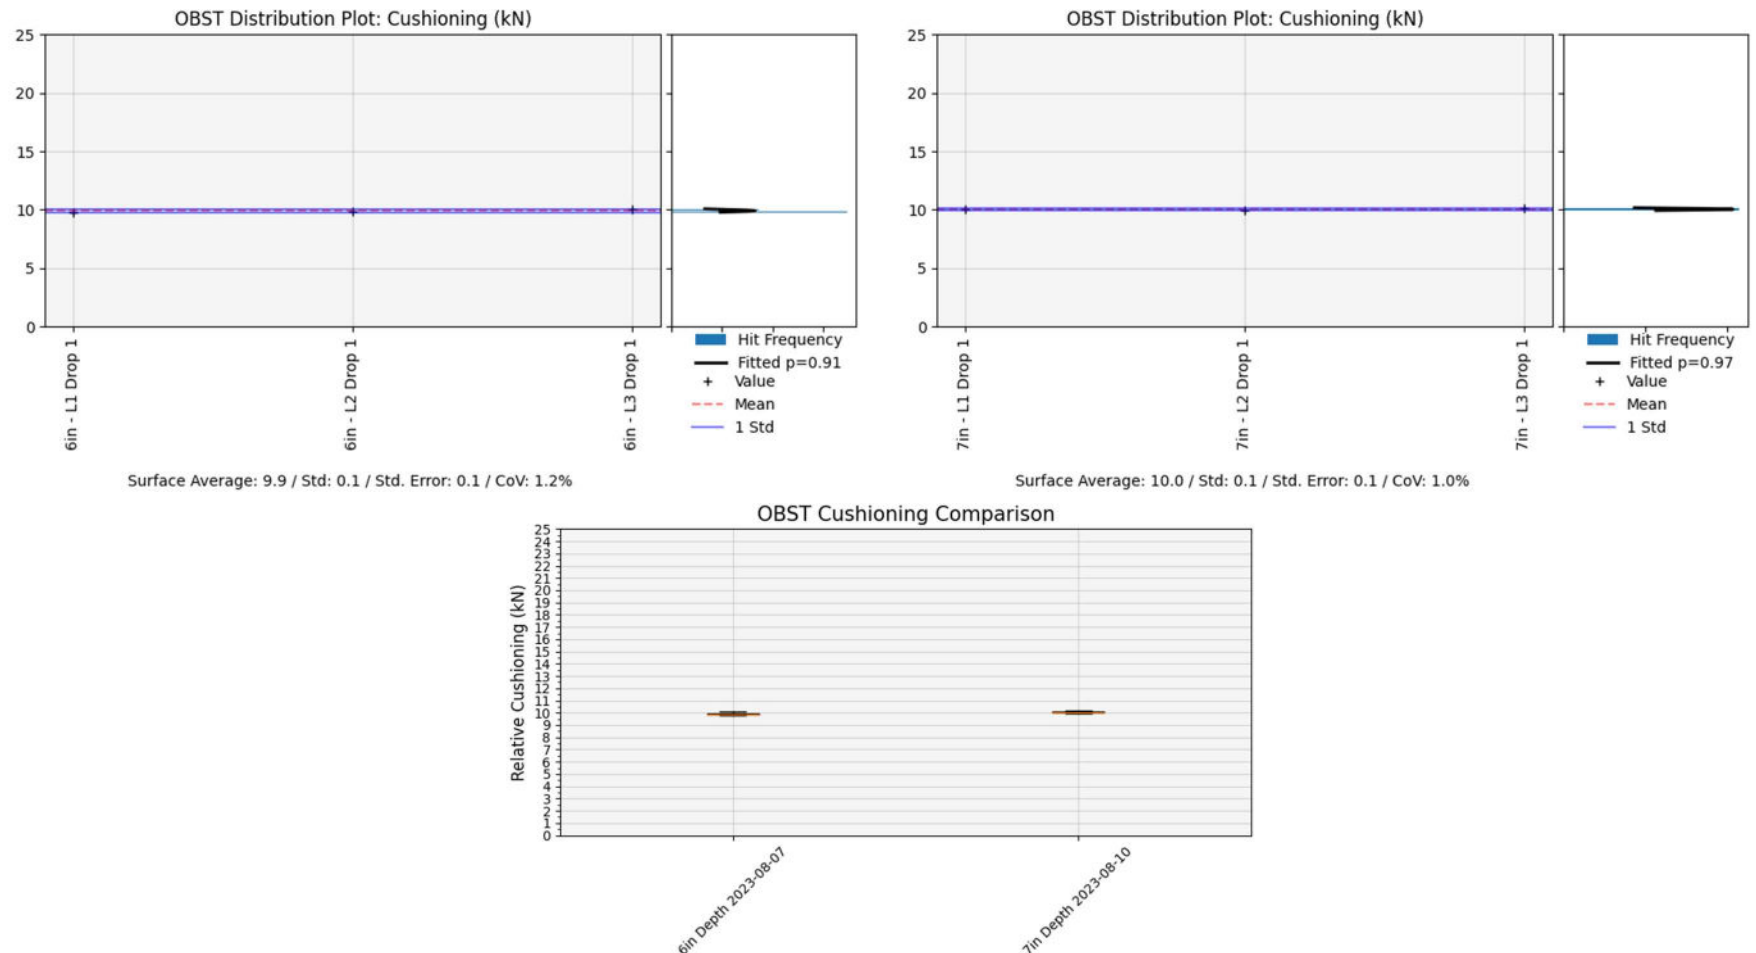 OBST Distribution Plot: Cushioning (kN)
25
20
15
10
5
0
6in - L1 Drop 1
6in - L2 Drop 1
6in - L3 Drop 1
Hit Frequency
Fitted p=0.91
Value
Mean
1 Std
Surface Average: 9.9 / Std: 0.1 / Std. Error: 0.1 / CoV: 1.2%
OBST Distribution Plot: Cushioning (kN)
25
20
15
10
5
0
7in - L1 Drop 1
7in - L2 Drop 1
7in - L3 Drop 1
Hit Frequency
Fitted p=0.97
Value
Mean
1 Std
Surface Average: 10.0 / Std: 0.1 / Std. Error: 0.1 / CoV: 1.0%
OBST Cushioning Comparison
Relative Cushioning (kN)
25
24
23
22
21
20
19
18
17
16
15
14
13
12
11
10
9
8
7
6
5
4
3
2
1
0
6in Depth 2023-08-07
7in Depth 2023-08-10